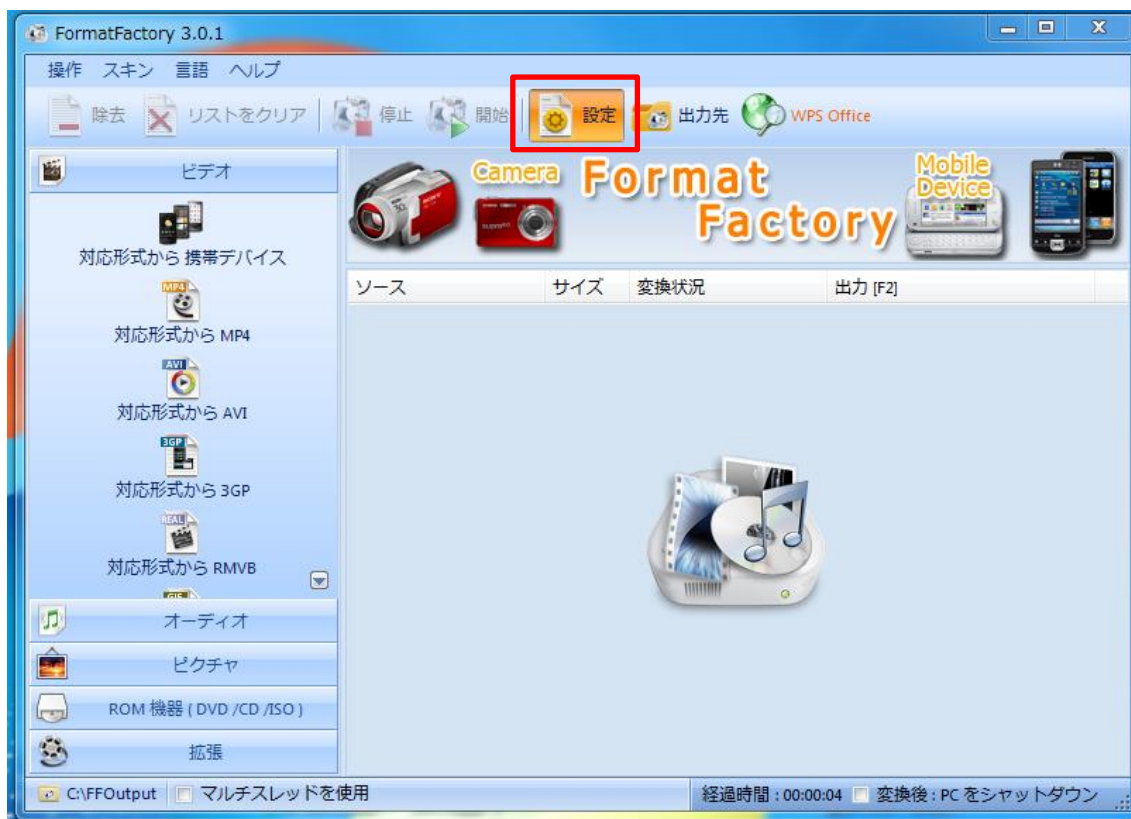 FormatFactory 3.0.1
操作 スキン 言語 ヘルプ
除去 リストをクリア 停止 開始 設定 出力先 WPS Office
ビデオ
対応形式から 携帯デバイス
MP4
対応形式から MP4
AVI
対応形式から AVI
3GP
対応形式から 3GP
REAL
対応形式から RMVB
GIF
オーディオ
ピクチャ
ROM 機器 ( DVD /CD /ISO )
拡張
Camera
Format
Factory
Mobile
Device
ソース サイズ 変換状況 出力 [F2]
C:\FFOutput マルチスレッドを使用 経過時間 : 00:00:04 変換後 : PC をシャットダウン